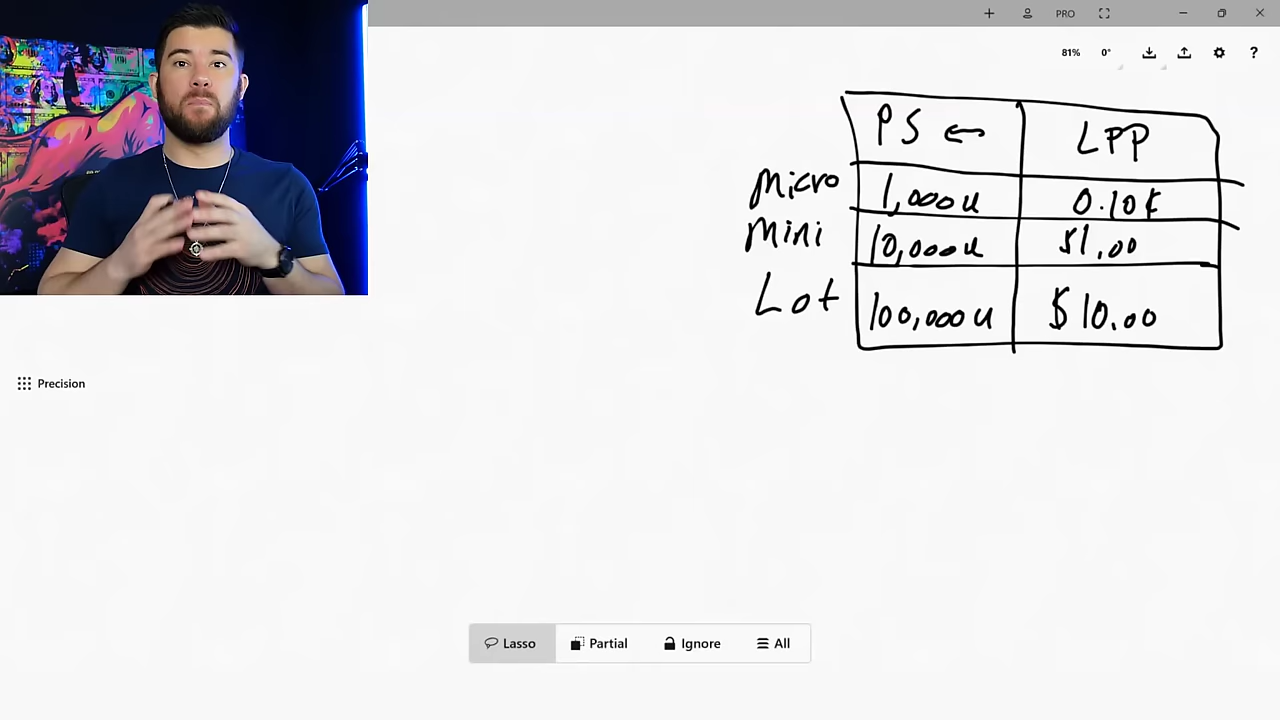 PRO
81% 0° ?
PS ← LPP
Micro 1,000u 0.10¢
Mini 10,000u $1.00
Lot 100,000u $10.00
Precision
Lasso Partial Ignore All